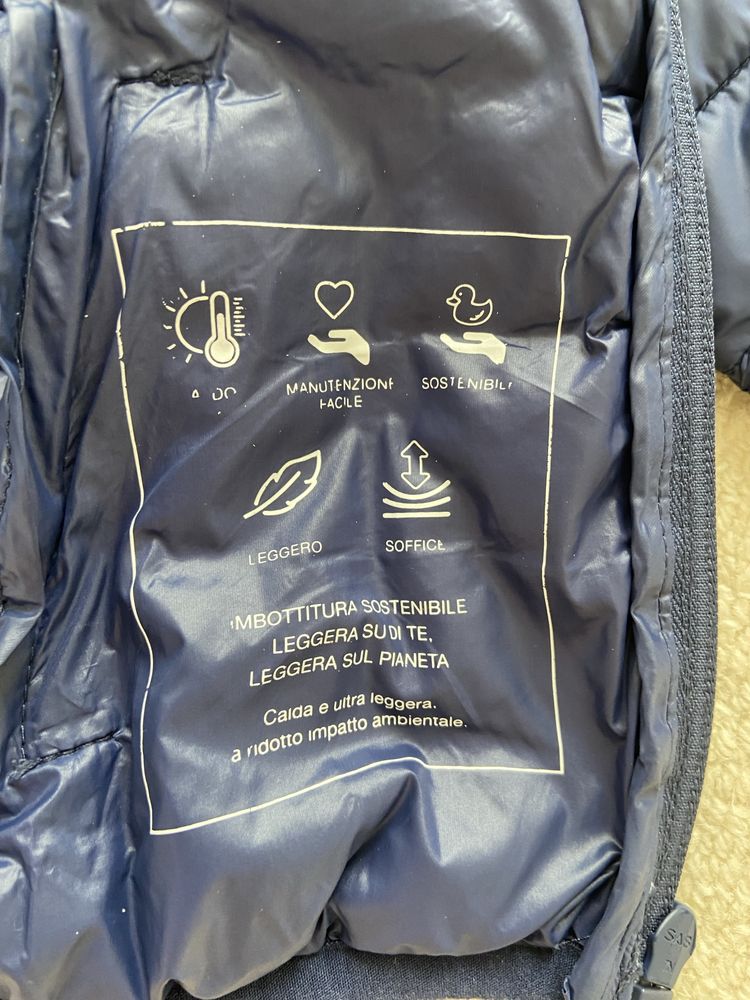 MANUTENZIONE
FACILE
SOSTENIBILE
LEGGERO
SOFFICE
IMBOTTITURA SOSTENIBILE
LEGGERA SU DI TE,
LEGGERA SUL PIANETA
Calda e ultra leggera.
a ridotto impatto ambientale.